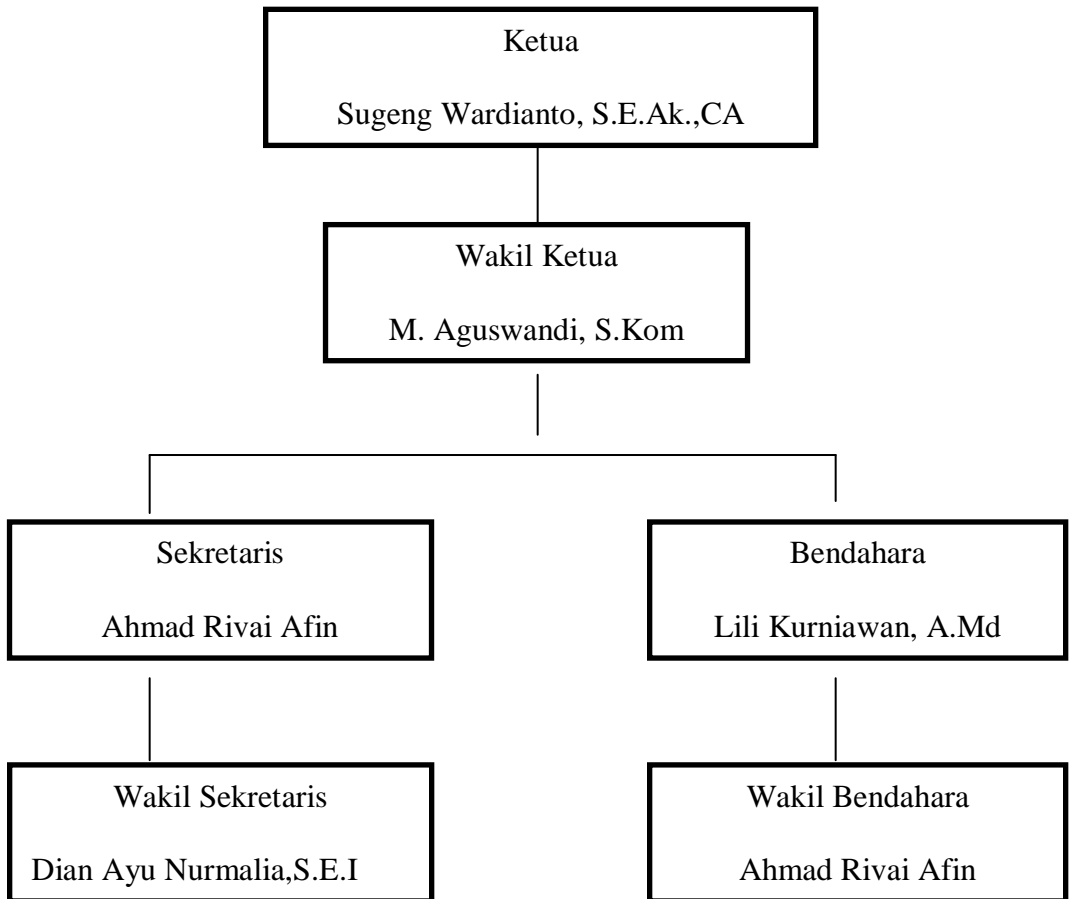 Ketua
Sugeng Wardianto, S.E.Ak.,CA
Wakil Ketua
M. Aguswandi, S.Kom
Sekretaris
Ahmad Rivai Afin
Bendahara
Lili Kurniawan, A.Md
Wakil Sekretaris
Dian Ayu Nurmalia,S.E.I
Wakil Bendahara
Ahmad Rivai Afin